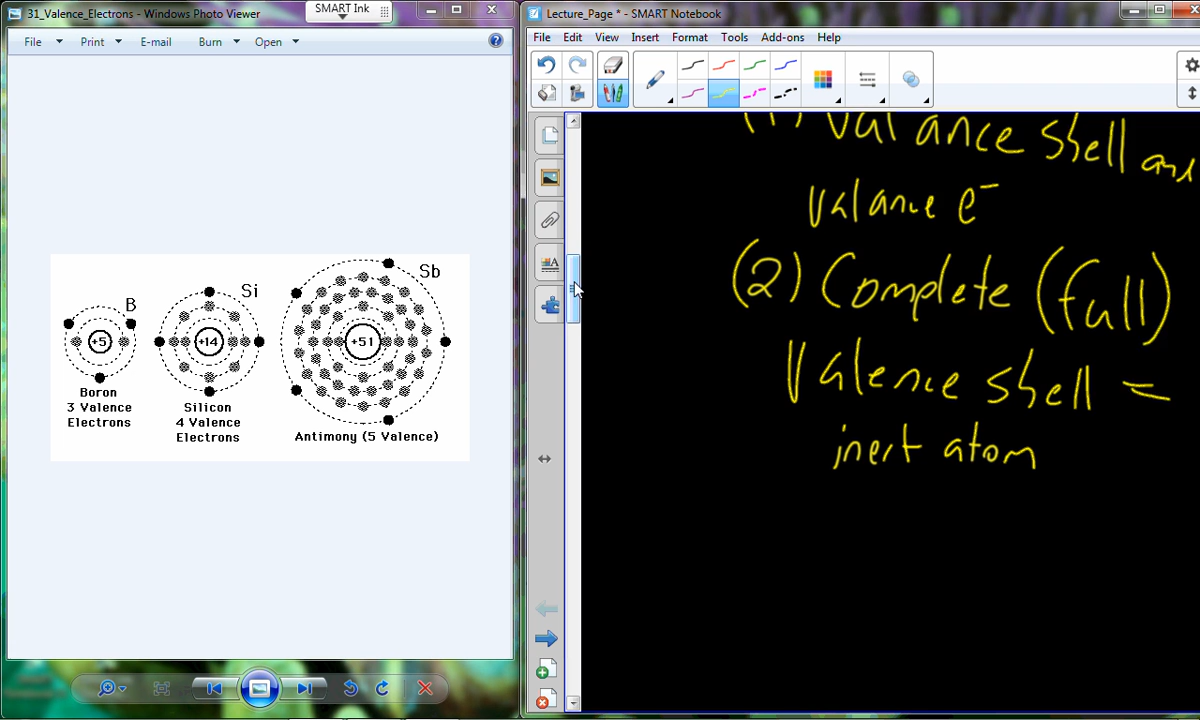 31_Valence_Electrons - Windows Photo Viewer
SMART Ink
File Print E-mail Burn Open
B
Si
Sb
+5
+14
+51
Boron
3 Valence
Electrons
Silicon
4 Valence
Electrons
Antimony (5 Valence)
Lecture_Page * - SMART Notebook
File Edit View Insert Format Tools Add-ons Help
(1) Valance shell and
valance e-
(2) Complete (full)
Valence shell =
inert atom